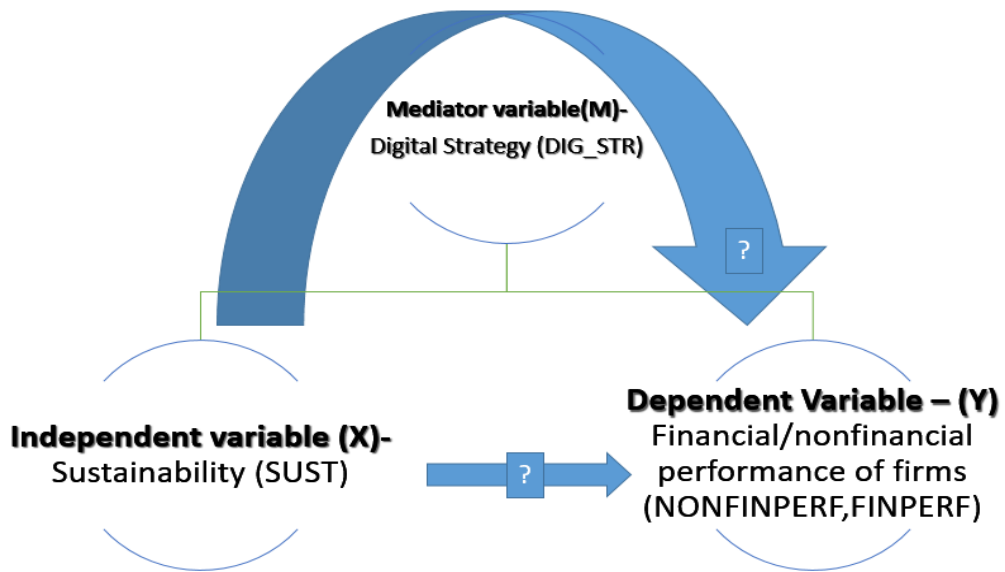 Mediator variable(M)-
Digital Strategy (DIG_STR)
?
Independent variable (X)-
Sustainability (SUST)
?
Dependent Variable – (Y)
Financial/nonfinancial
performance of firms
(NONFINPERF,FINPERF)